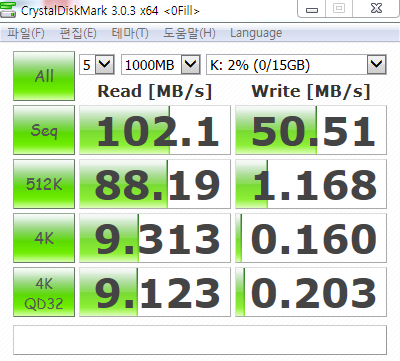 CrystalDiskMark 3.0.3 x64 <0Fill>
파일(F) 편집(E) 테마(T) 도움말(H) Language
All 5 1000MB K: 2% (0/15GB)
Read [MB/s] Write [MB/s]
Seq 102.1 50.51
512K 88.19 1.168
4K 9.313 0.160
4K QD32 9.123 0.203